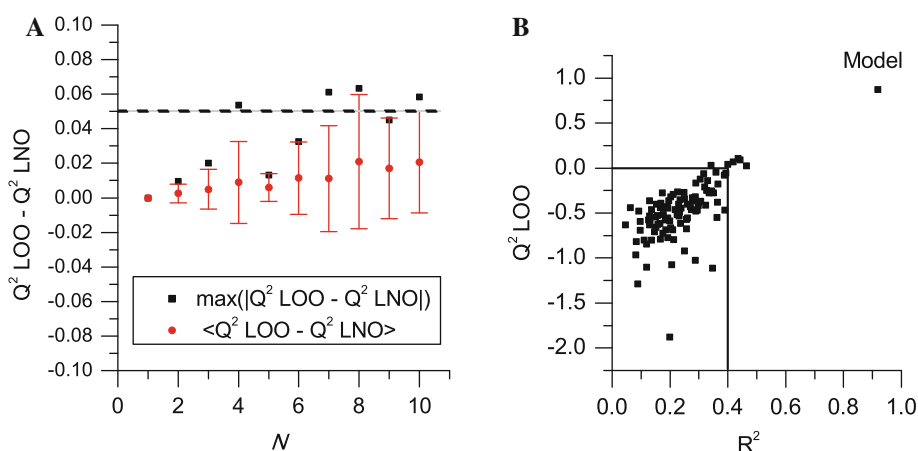 A
0.10
0.08
0.06
0.04
0.02
0.00
-0.02
-0.04
-0.06
-0.08
-0.10
Q² LOO - Q² LNO
max(|Q² LOO - Q² LNO|)
<Q² LOO - Q² LNO>
0 2 4 6 8 10
N
B
Model
1.0
0.5
0.0
-0.5
-1.0
-1.5
-2.0
Q² LOO
0.0 0.2 0.4 0.6 0.8 1.0
R²